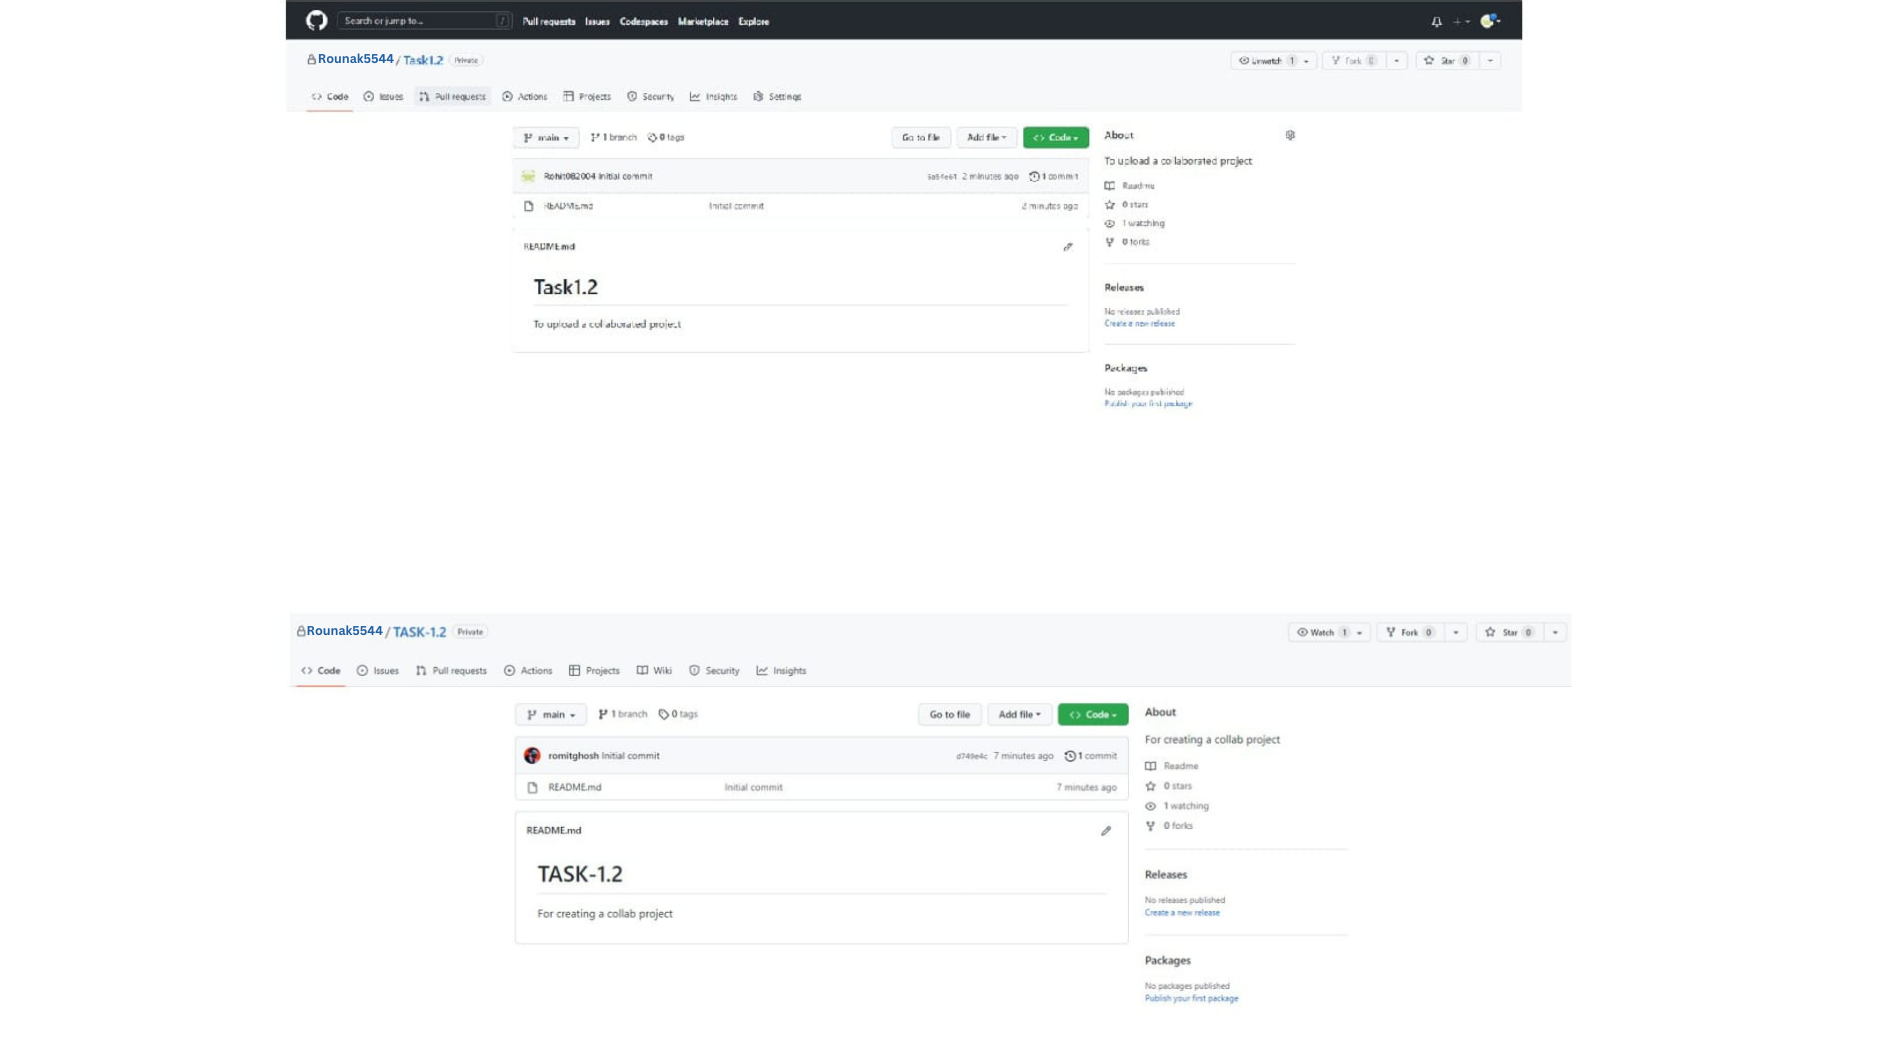 Search or jump to... / Pull requests Issues Codespaces Marketplace Explore
Rounak5544 / Task1.2 Private Unwatch 1 Fork 0 Star 0
<> Code Issues Pull requests Actions Projects Security Insights Settings
main 1 branch 0 tags Go to file Add file <> Code
Rohit082004 Initial commit 2 minutes ago 1 commit
README.md Initial commit 2 minutes ago
README.md
Task1.2
To upload a collaborated project
About
To upload a collaborated project
Readme
0 stars
1 watching
0 forks
Releases
No releases published
Create a new release
Packages
No packages published
Publish your first package
Rounak5544 / TASK-1.2 Private Watch 1 Fork 0 Star 0
<> Code Issues Pull requests Actions Projects Wiki Security Insights
main 1 branch 0 tags Go to file Add file <> Code
romitghosh Initial commit d749e4c 7 minutes ago 1 commit
README.md Initial commit 7 minutes ago
README.md
TASK-1.2
For creating a collab project
About
For creating a collab project
Readme
0 stars
1 watching
0 forks
Releases
No releases published
Create a new release
Packages
No packages published
Publish your first package